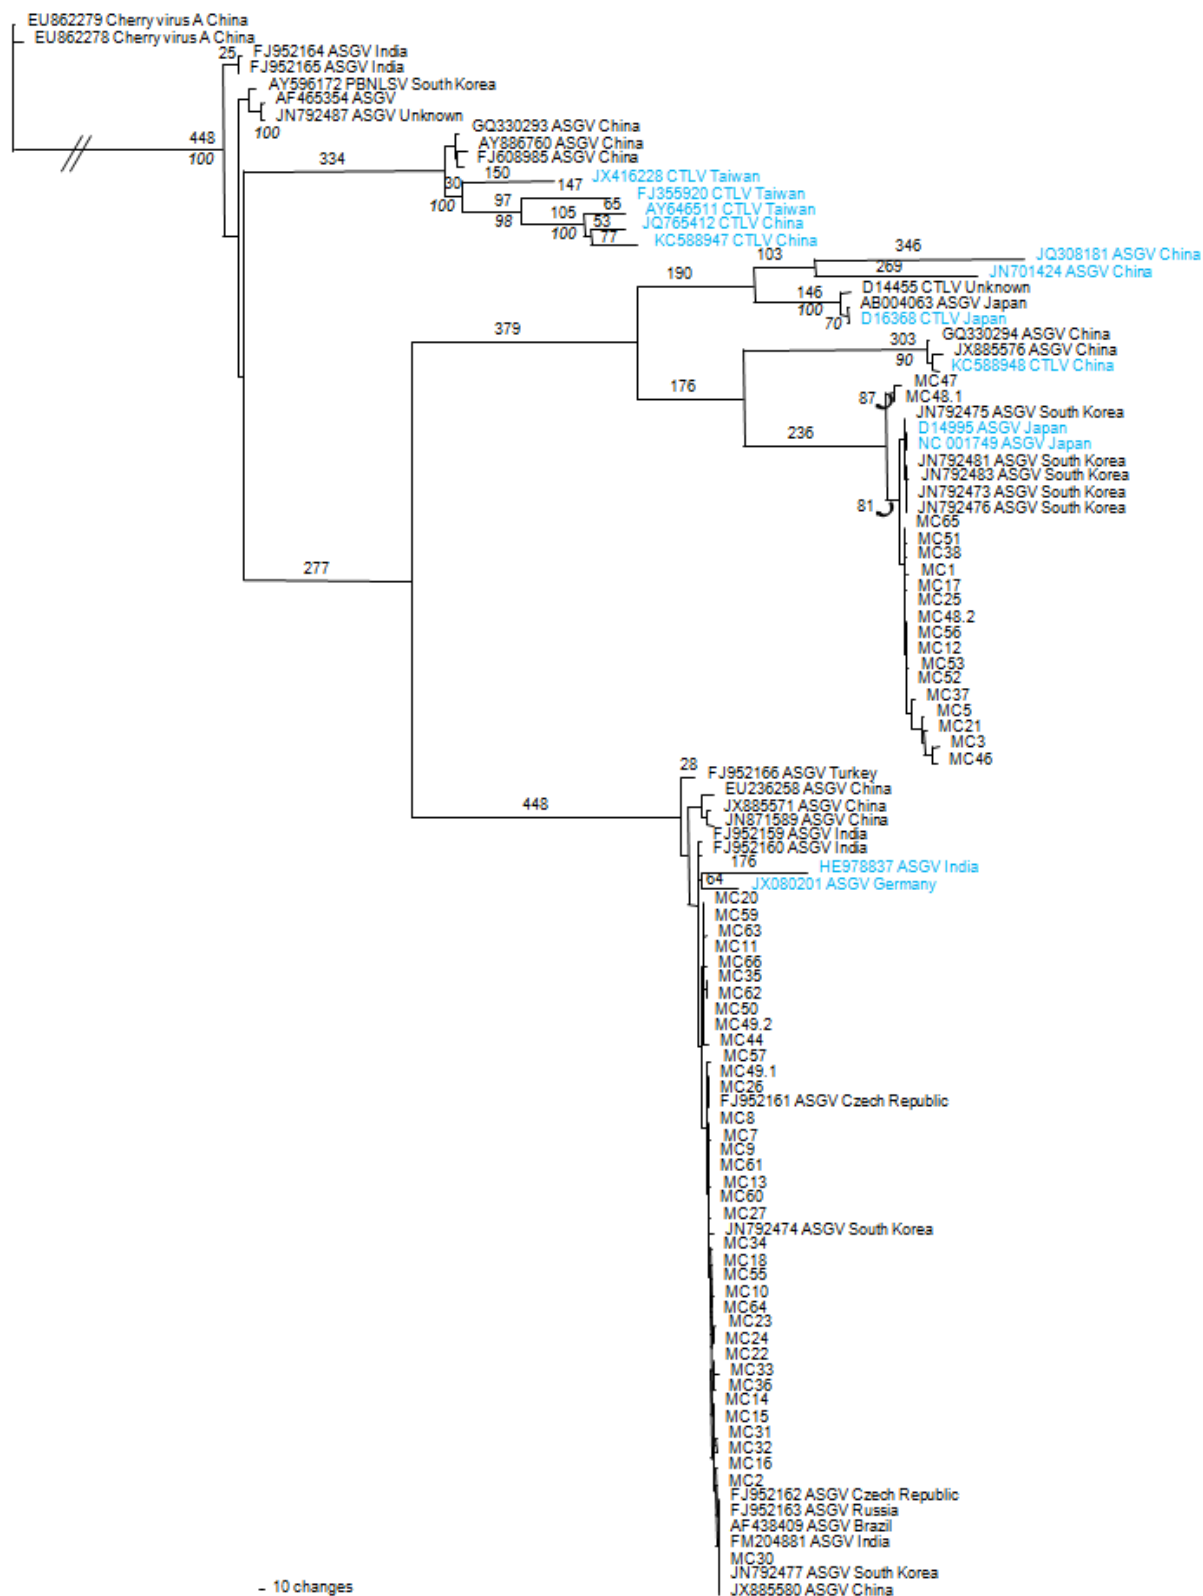 EU862279 Cherry virus A China
EU862278 Cherry virus A China
25
FJ952164 ASGV India
FJ952165 ASGV India
AY596172 PBNLSV South Korea
AF465354 ASGV
JN792487 ASGV Unknown
100
448
100
334
GQ330293 ASGV China
AY886760 ASGV China
FJ608985 ASGV China
30
100
150
147
JX416228 CTLV Taiwan
97
98
FJ355920 CTLV Taiwan
65
105
100
AY646511 CTLV Taiwan
53
JQ765412 CTLV China
77
KC588947 CTLV China
103
346
JQ308181 ASGV China
269
JN701424 ASGV China
190
146
100
D14455 CTLV Unknown
AB004063 ASGV Japan
70
D16368 CTLV Japan
379
303
90
GQ330294 ASGV China
JX885576 ASGV China
KC588948 CTLV China
176
87
MC47
MC48.1
236
JN792475 ASGV South Korea
D14995 ASGV Japan
NC 001749 ASGV Japan
JN792481 ASGV South Korea
JN792483 ASGV South Korea
JN792473 ASGV South Korea
81
JN792476 ASGV South Korea
MC65
MC51
MC38
MC1
MC17
MC25
MC48.2
MC56
MC12
MC53
MC52
MC37
MC5
MC21
MC3
MC46
277
28
FJ952166 ASGV Turkey
448
EU236258 ASGV China
JX885571 ASGV China
JN871589 ASGV China
FJ952159 ASGV India
FJ952160 ASGV India
176
HE978837 ASGV India
64
JX080201 ASGV Germany
MC20
MC59
MC63
MC11
MC66
MC35
MC62
MC50
MC49.2
MC44
MC57
MC49.1
MC26
FJ952161 ASGV Czech Republic
MC8
MC7
MC9
MC61
MC13
MC60
MC27
JN792474 ASGV South Korea
MC34
MC18
MC55
MC10
MC64
MC23
MC24
MC22
MC33
MC36
MC14
MC15
MC31
MC32
MC16
MC2
FJ952162 ASGV Czech Republic
FJ952163 ASGV Russia
AF438409 ASGV Brazil
FM204881 ASGV India
MC30
JN792477 ASGV South Korea
JX885580 ASGV China
10 changes